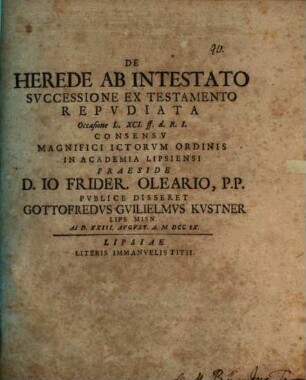 DE
HEREDE AB INTESTATO
SVCCESSIONE EX TESTAMENTO
REPVDIATA
Occasione L. XCI. ff. d. R. I.
CONSENSV
MAGNIFICI ICTORVM ORDINIS
IN ACADEMIA LIPSIENSI
PRAESIDE
D. IO FRIDER. OLEARIO, P.P.
PVBLICE DISSERET
GOTTOFREDVS GVILIELMVS KVSTNER
LIPS MISN.
Ad D. XXIII. AVGVST. A. M DCC IX.
LIPSIAE
LITERIS IMMANVELIS TITII.